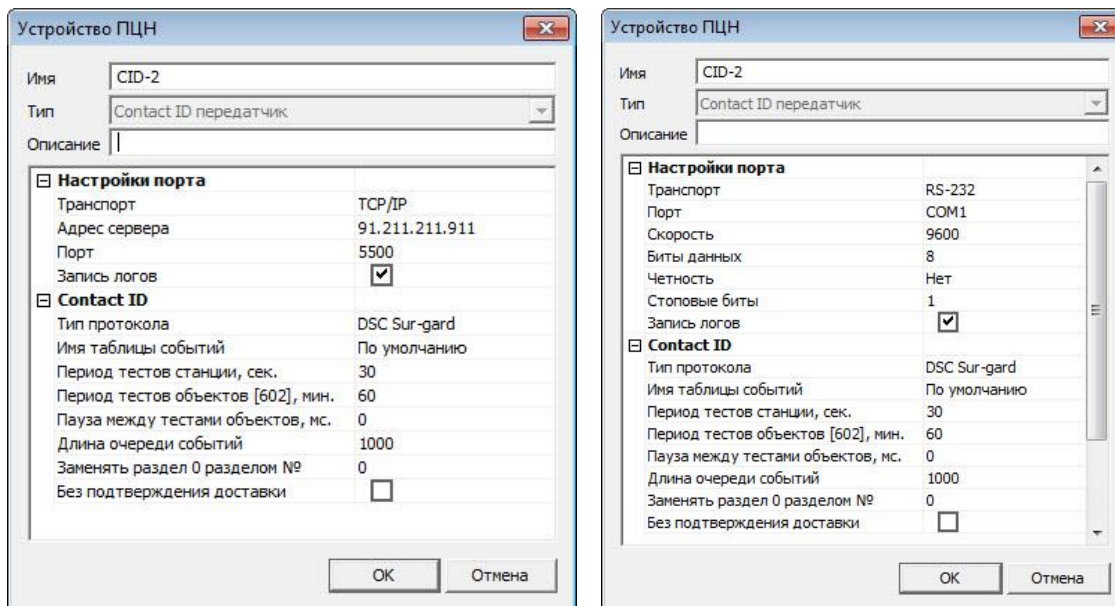 Устройство ПЦН
Имя CID-2
Тип Contact ID передатчик
Описание
Настройки порта
Транспорт TCP/IP
Адрес сервера 91.211.211.911
Порт 5500
Запись логов
Contact ID
Тип протокола DSC Sur-gard
Имя таблицы событий По умолчанию
Период тестов станции, сек. 30
Период тестов объектов [602], мин. 60
Пауза между тестами объектов, мс. 0
Длина очереди событий 1000
Заменять раздел 0 разделом № 0
Без подтверждения доставки
OK Отмена
Устройство ПЦН
Имя CID-2
Тип Contact ID передатчик
Описание
Настройки порта
Транспорт RS-232
Порт COM1
Скорость 9600
Биты данных 8
Четность Нет
Стоповые биты 1
Запись логов
Contact ID
Тип протокола DSC Sur-gard
Имя таблицы событий По умолчанию
Период тестов станции, сек. 30
Период тестов объектов [602], мин. 60
Пауза между тестами объектов, мс. 0
Длина очереди событий 1000
Заменять раздел 0 разделом № 0
Без подтверждения доставки
OK Отмена